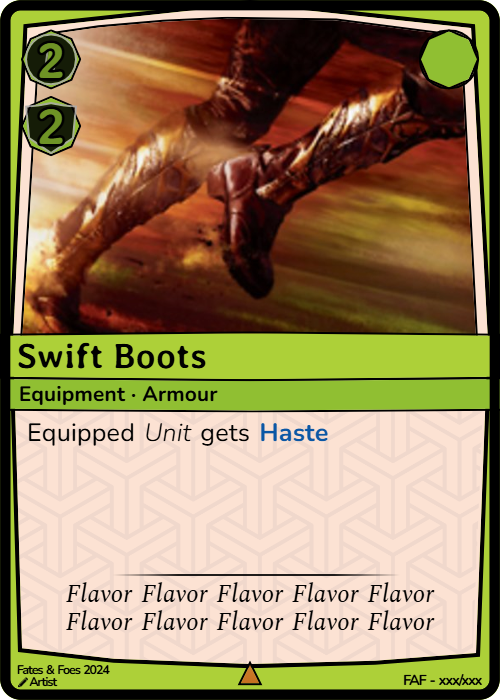 2
2
Swift Boots
Equipment · Armour
Equipped Unit gets Haste
Flavor Flavor Flavor Flavor Flavor
Flavor Flavor Flavor Flavor Flavor
Fates & Foes 2024
Artist
FAF - xxx/xxx